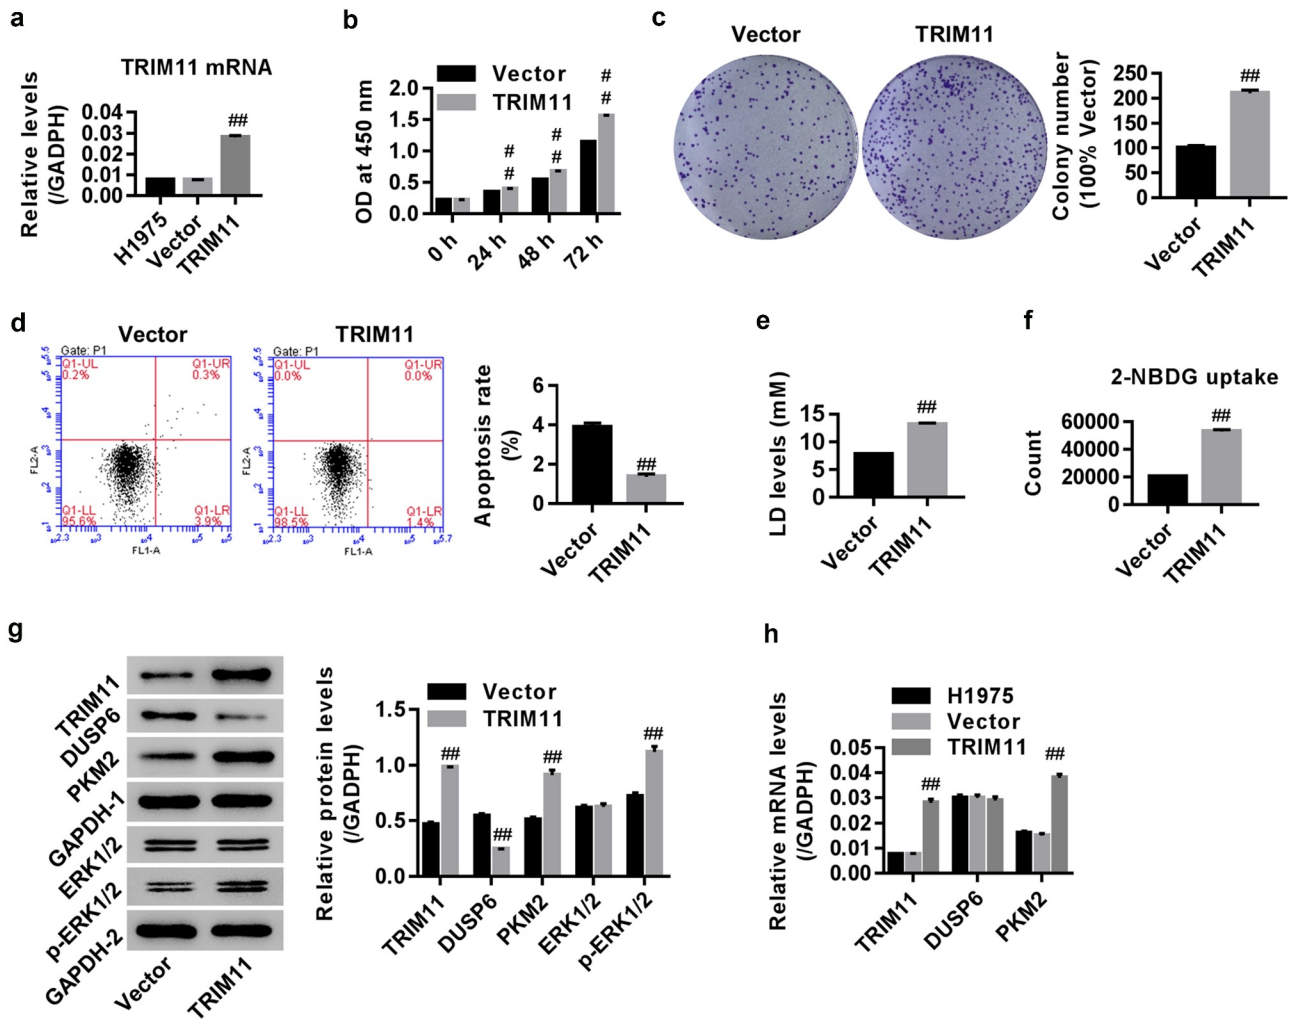 a
TRIM11 mRNA
Relative levels
(/GADPH)
0.04
0.03
0.02
0.01
0.00
##
H1975
Vector
TRIM11
b
Vector
TRIM11
OD at 450 nm
2.0
1.5
1.0
0.5
0.0
#
#
#
#
#
#
0 h
24 h
48 h
72 h
c
Vector
TRIM11
Colony number
(100% Vector)
250
200
150
100
50
0
##
Vector
TRIM11
d
Vector
TRIM11
Gate: P1
Q1-UL
0.2%
Q1-UR
0.3%
Q1-LL
95.6%
Q1-LR
3.9%
FL2-A
FL1-A
Gate: P1
Q1-UL
0.0%
Q1-UR
0.0%
Q1-LL
98.5%
Q1-LR
1.4%
FL2-A
FL1-A
Apoptosis rate
(%)
6
4
2
0
##
Vector
TRIM11
e
LD levels (mM)
15
10
5
0
##
Vector
TRIM11
f
2-NBDG uptake
Count
60000
40000
20000
0
##
Vector
TRIM11
g
TRIM11
DUSP6
PKM2
GAPDH-1
ERK1/2
p-ERK1/2
GAPDH-2
Vector
TRIM11
Vector
TRIM11
Relative protein levels
(/GADPH)
1.5
1.0
0.5
0.0
##
##
##
##
TRIM11
DUSP6
PKM2
ERK1/2
p-ERK1/2
h
H1975
Vector
TRIM11
Relative mRNA levels
(/GADPH)
0.05
0.04
0.03
0.02
0.01
0.00
##
##
TRIM11
DUSP6
PKM2